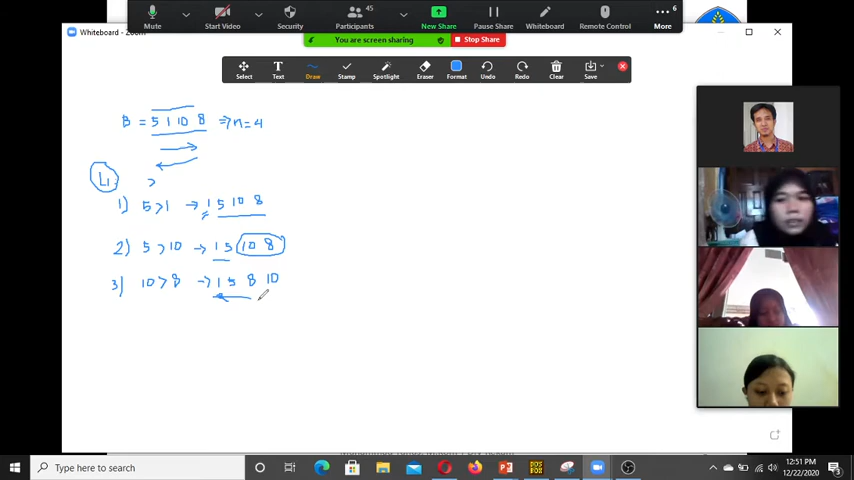 Whiteboard - Zoom
45
6
Mute
Start Video
Security
Participants
New Share
Pause Share
Whiteboard
Remote Control
More
You are screen sharing
Stop Share
Select
Text
Draw
Stamp
Spotlight
Eraser
Format
Undo
Redo
Clear
Save
B = 5 1 10 8 → n = 4
L1: >
1) 5 > 1 → 1 5 10 8
2) 5 > 10 → 1 5 10 8
3) 10 > 8 → 1 5 8 10
Type here to search
12:51 PM
12/22/2020